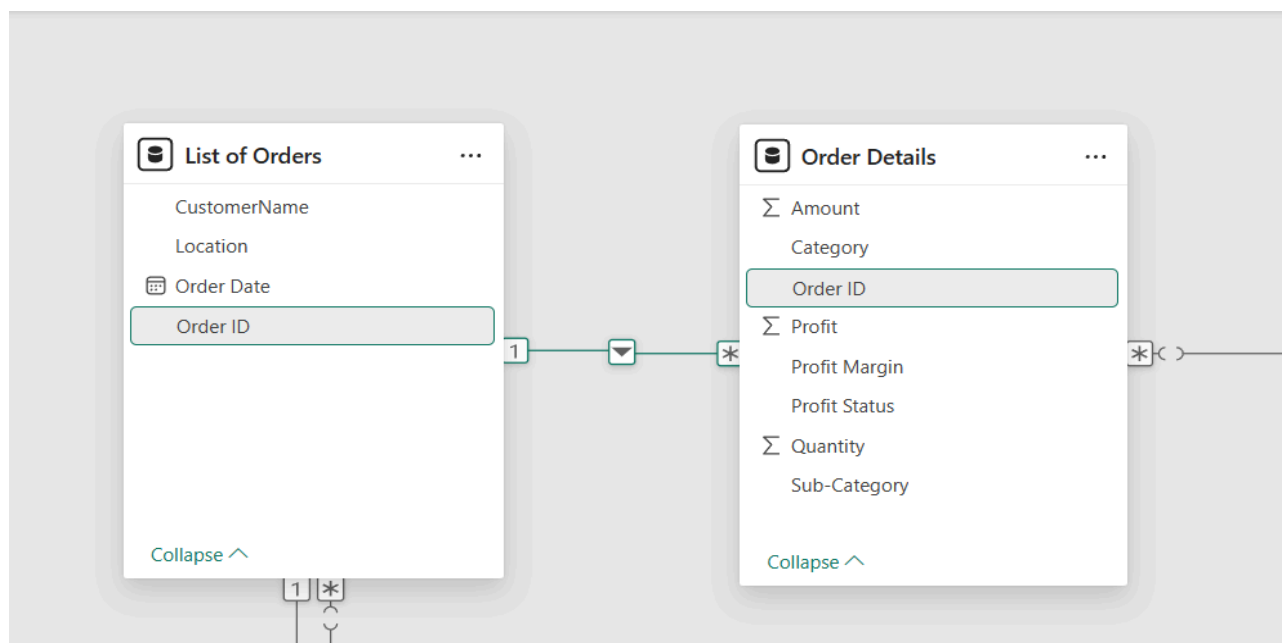 List of Orders
...
CustomerName
Location
Order Date
Order ID
Collapse
1
*
1
*
Order Details
...
Σ Amount
Category
Order ID
Σ Profit
Profit Margin
Profit Status
Σ Quantity
Sub-Category
Collapse
*